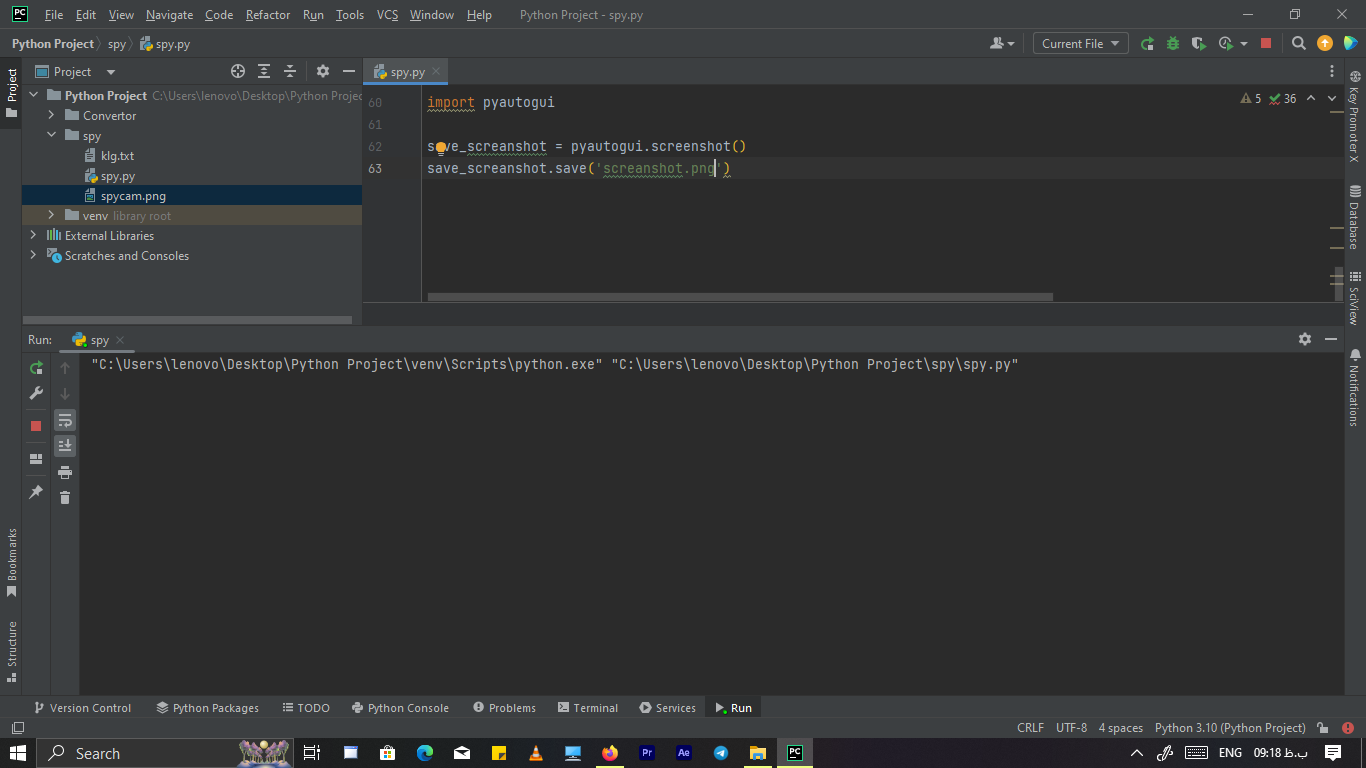 File Edit View Navigate Code Refactor Run Tools VCS Window Help Python Project - spy.py
Python Project spy spy.py Current File
Project
Project
spy.py
Python Project C:\Users\lenovo\Desktop\Python Projec
Convertor
spy
klg.txt
spy.py
spycam.png
venv library root
External Libraries
Scratches and Consoles
60 import pyautogui
5 36
61
62 save_screanshot = pyautogui.screenshot()
63 save_screanshot.save('screanshot.png')
Key Promoter X
Database
SciView
Notifications
Run: spy
"C:\Users\lenovo\Desktop\Python Project\venv\Scripts\python.exe" "C:\Users\lenovo\Desktop\Python Project\spy\spy.py"
Bookmarks
Structure
Version Control Python Packages TODO Python Console Problems Terminal Services Run
CRLF UTF-8 4 spaces Python 3.10 (Python Project)
Search Pr Ae PC ENG 09:18 ب.ظ